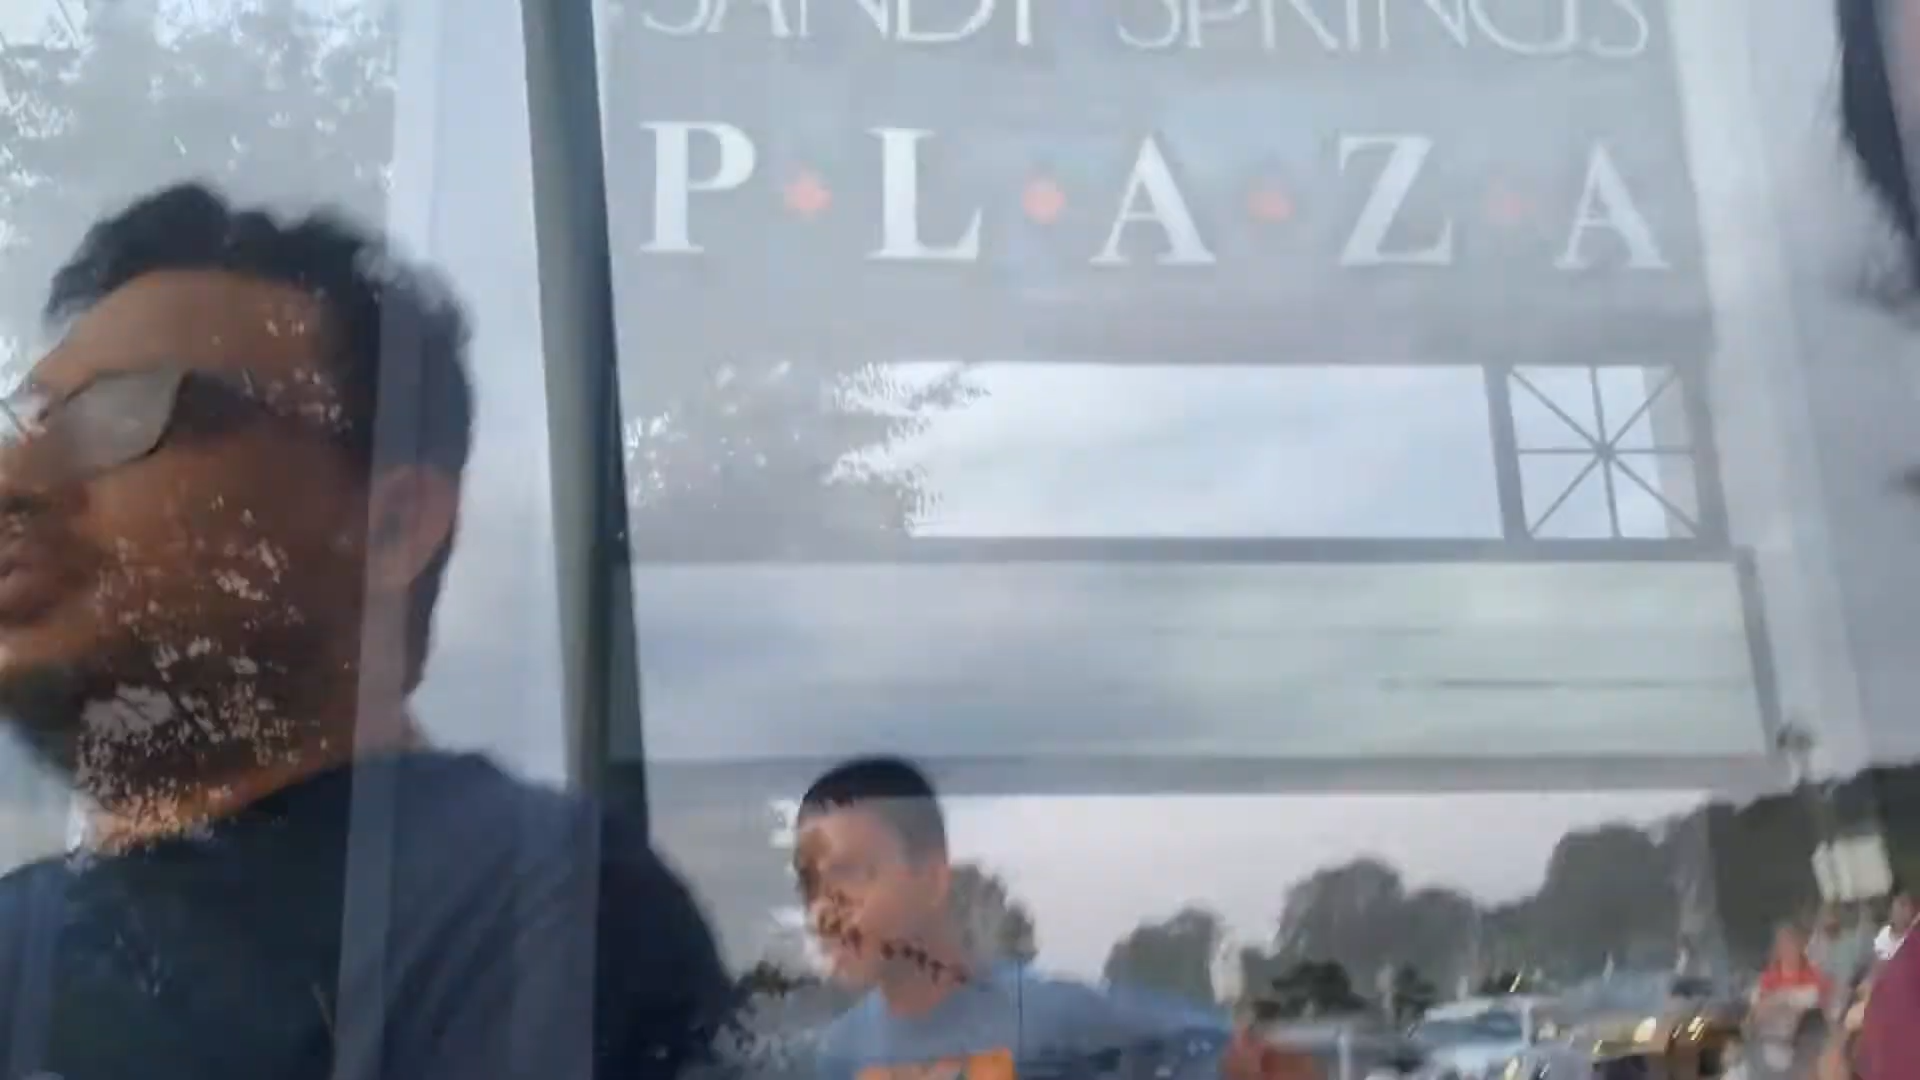 SANDY SPRINGS
P • L • A • Z • A